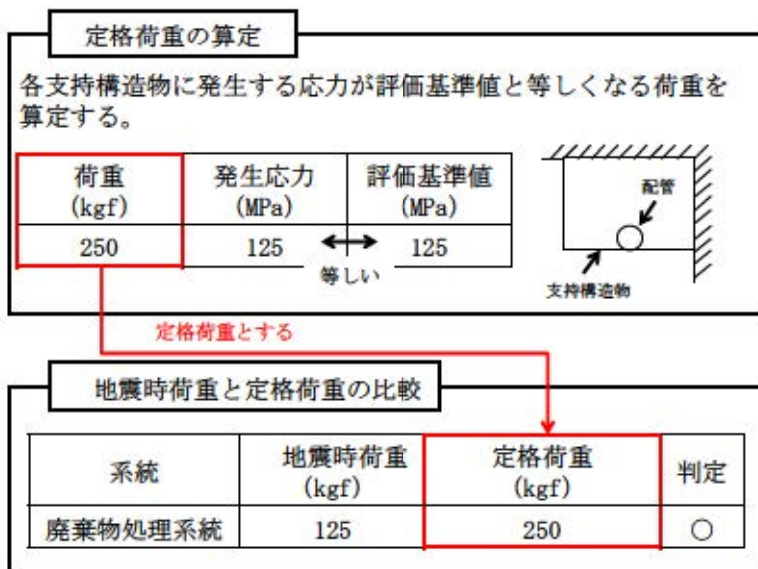 定格荷重の算定
各支持構造物に発生する応力が評価基準値と等しくなる荷重を
算定する。
荷重
(kgf)
発生応力
(MPa)
評価基準値
(MPa)
250
125
125
等しい
配管
支持構造物
定格荷重とする
地震時荷重と定格荷重の比較
系統
地震時荷重
(kgf)
定格荷重
(kgf)
判定
廃棄物処理系統
125
250
○